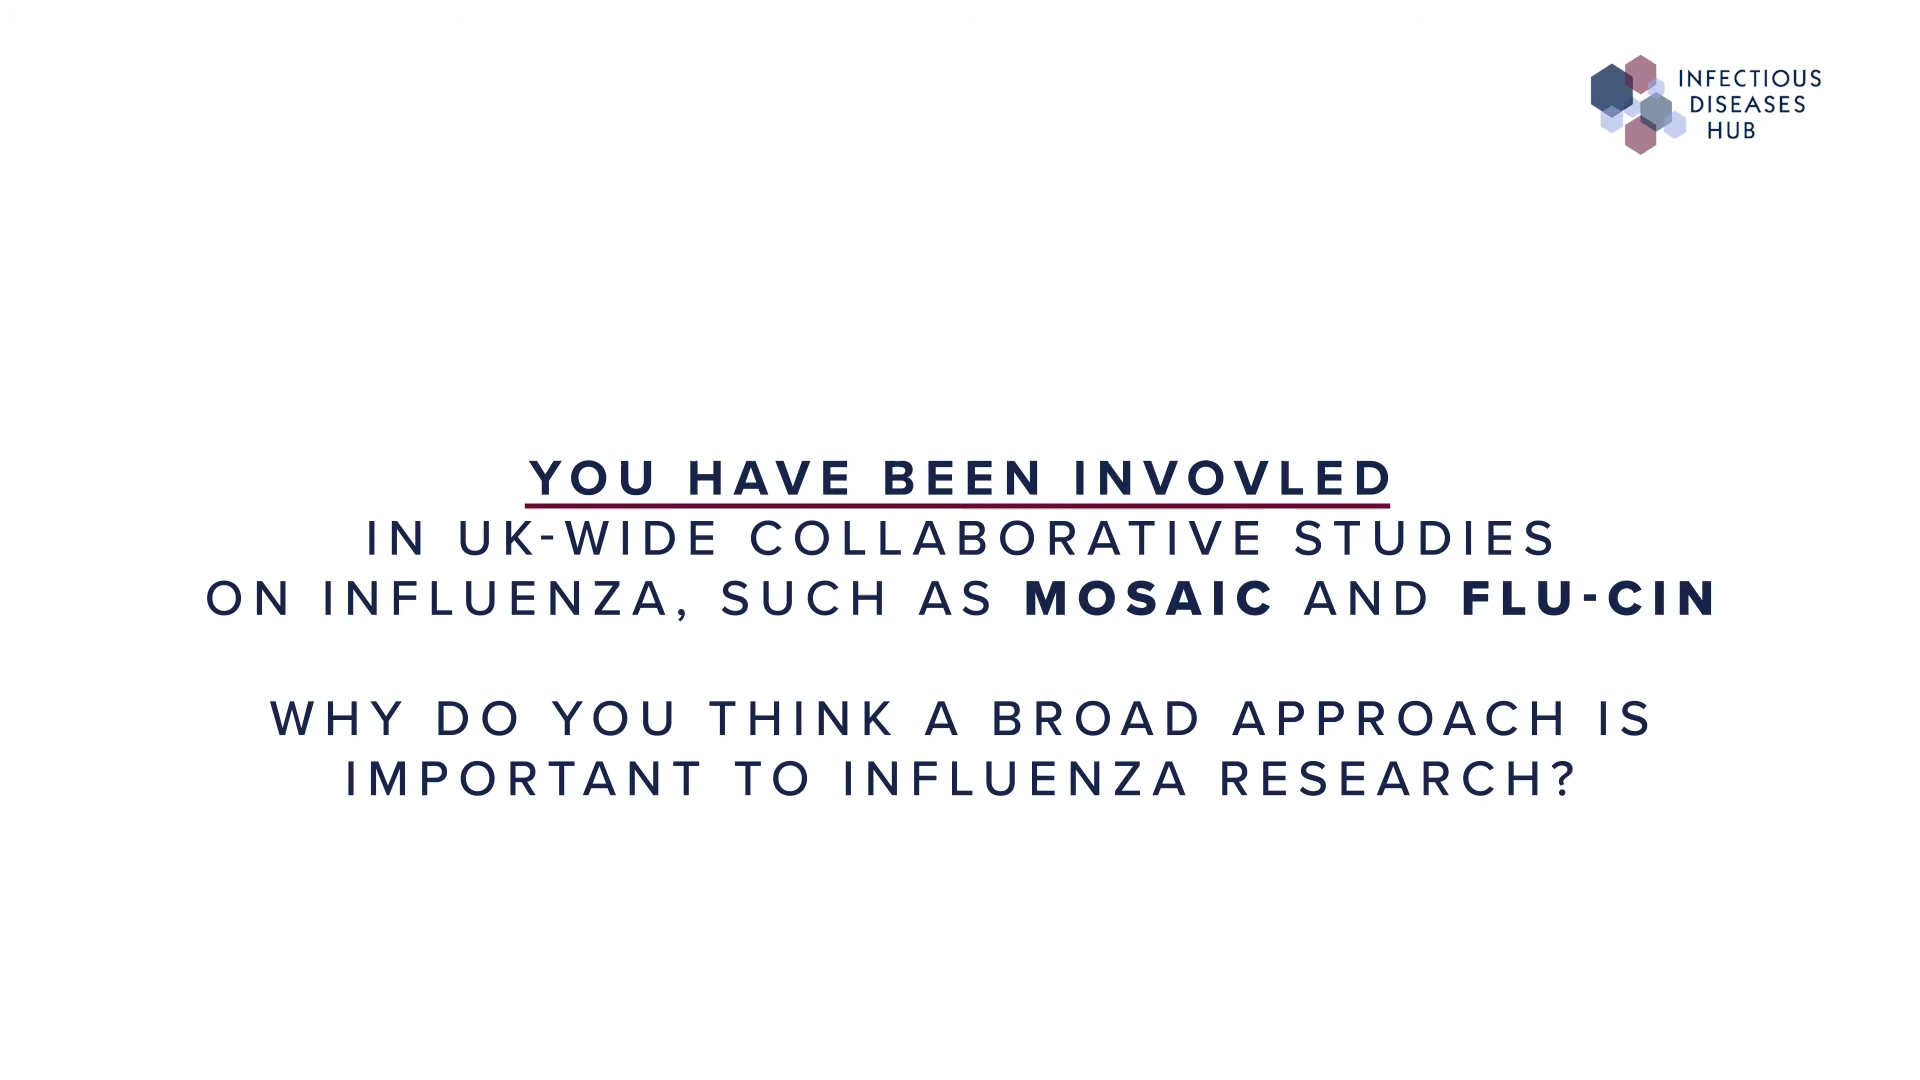 INFECTIOUS
DISEASES
HUB
YOU HAVE BEEN INVOVLED
IN UK-WIDE COLLABORATIVE STUDIES
ON INFLUENZA, SUCH AS MOSAIC AND FLU-CIN
WHY DO YOU THINK A BROAD APPROACH IS
IMPORTANT TO INFLUENZA RESEARCH?